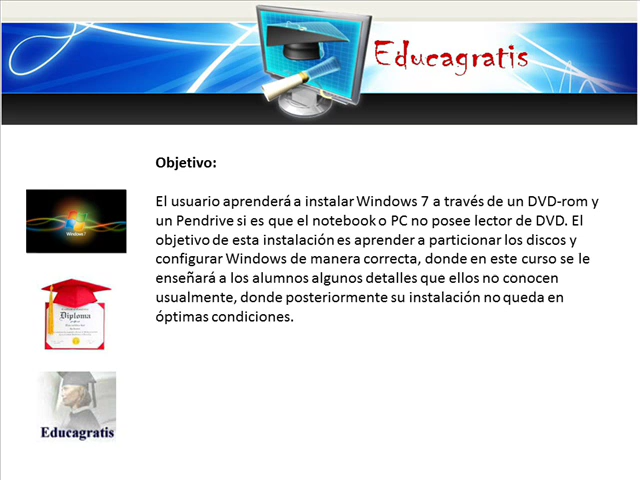 Educagratis
Objetivo:
El usuario aprenderá a instalar Windows 7 a través de un DVD-rom y
un Pendrive si es que el notebook o PC no posee lector de DVD. El
objetivo de esta instalación es aprender a particionar los discos y
configurar Windows de manera correcta, donde en este curso se le
enseñará a los alumnos algunos detalles que ellos no conocen
usualmente, donde posteriormente su instalación no queda en
óptimas condiciones.
Windows 7
Diploma
Educagratis